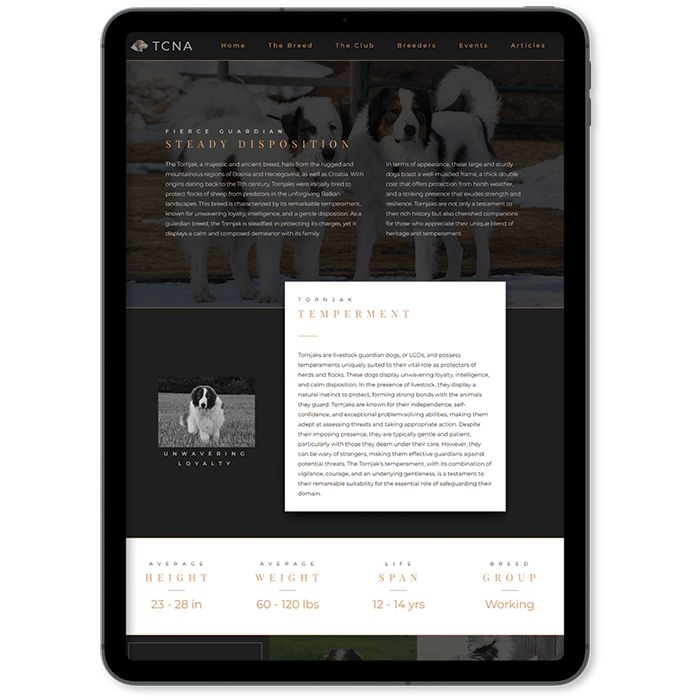 TCNA
Home The Breed The Club Breeders Events Articles
FIERCE GUARDIAN
STEADY DISPOSITION
The Tornjak, a majestic and ancient breed, hails from the rugged and
mountainous regions of Bosnia and Herzegovina, as well as Croatia. With
origins dating back to the 11th century, Tornjaks were initially bred to
protect flocks of sheep from predators in the unforgiving Balkan
landscapes. This breed is characterized by its remarkable temperament,
known for unwavering loyalty, intelligence, and a gentle disposition. As a
guardian breed, the Tornjak is steadfast in protecting its charges, yet it
displays a calm and composed demeanor with its family.
In terms of appearance, these large and sturdy
dogs boast a well-muscled frame, a thick double
coat that offers protection from harsh weather,
and a striking presence that exudes strength and
resilience. Tornjaks are not only a testament to
their rich history but also cherished companions
for those who appreciate their unique blend of
heritage and temperament.
TORNJAK
TEMPERMENT
Tornjaks are livestock guardian dogs, or LGDs, and possess
temperaments uniquely suited to their vital role as protectors of
herds and flocks. These dogs display unwavering loyalty, intelligence,
and calm disposition. In the presence of livestock, they display a
natural instinct to protect, forming strong bonds with the animals
they guard. Tornjaks are known for their independence, self-
confidence, and exceptional problem-solving abilities, making them
adept at assessing threats and taking appropriate action. Despite
their imposing presence, they are typically gentle and patient,
particularly with those they deem under their care. However, they
can be wary of strangers, making them effective guardians against
potential threats. The Tornjak's temperament, with its combination of
vigilance, courage, and an underlying gentleness, is a testament to
their remarkable suitability for the essential role of safeguarding their
domain.
UNWAVERING
LOYALTY
AVERAGE
HEIGHT
23 - 28 in
AVERAGE
WEIGHT
60 - 120 lbs
LIFE
SPAN
12 - 14 yrs
BREED
GROUP
Working